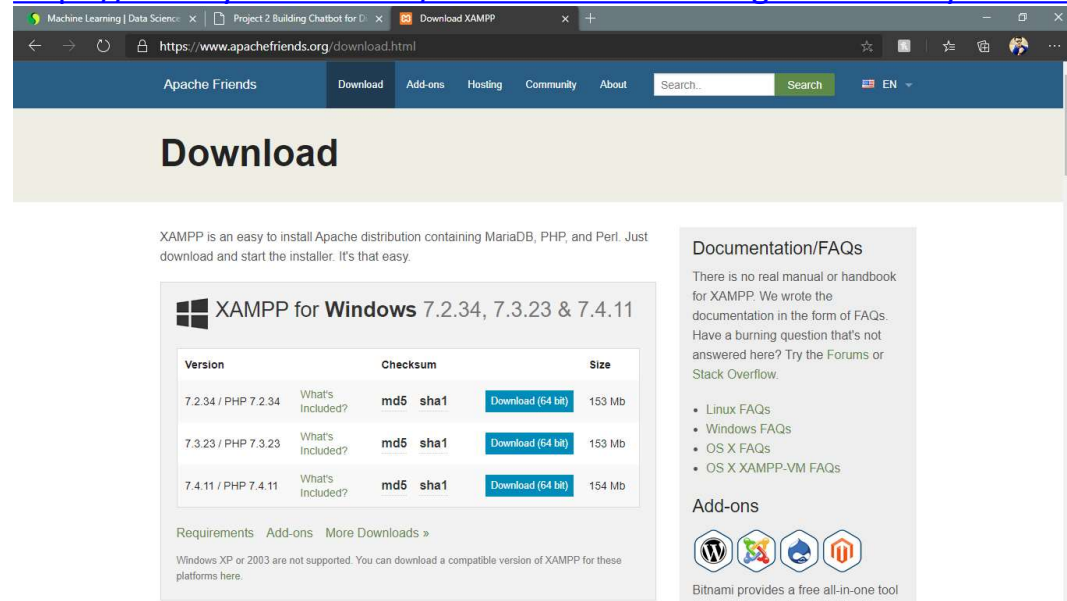 Machine Learning | Data Science
Project 2 Building Chatbot for Di
Download XAMPP
https://www.apachefriends.org/download.html
Apache Friends
Download
Add-ons
Hosting
Community
About
Search..
Search
EN
Download
XAMPP is an easy to install Apache distribution containing MariaDB, PHP, and Perl. Just
download and start the installer. It's that easy.
XAMPP for Windows 7.2.34, 7.3.23 & 7.4.11
Version Checksum Size
7.2.34 / PHP 7.2.34 What's Included? md5 sha1 Download (64 bit) 153 Mb
7.3.23 / PHP 7.3.23 What's Included? md5 sha1 Download (64 bit) 153 Mb
7.4.11 / PHP 7.4.11 What's Included? md5 sha1 Download (64 bit) 154 Mb
Requirements Add-ons More Downloads »
Windows XP or 2003 are not supported. You can download a compatible version of XAMPP for these
platforms here.
Documentation/FAQs
There is no real manual or handbook
for XAMPP. We wrote the
documentation in the form of FAQs.
Have a burning question that's not
answered here? Try the Forums or
Stack Overflow.
• Linux FAQs
• Windows FAQs
• OS X FAQs
• OS X XAMPP-VM FAQs
Add-ons
Bitnami provides a free all-in-one tool